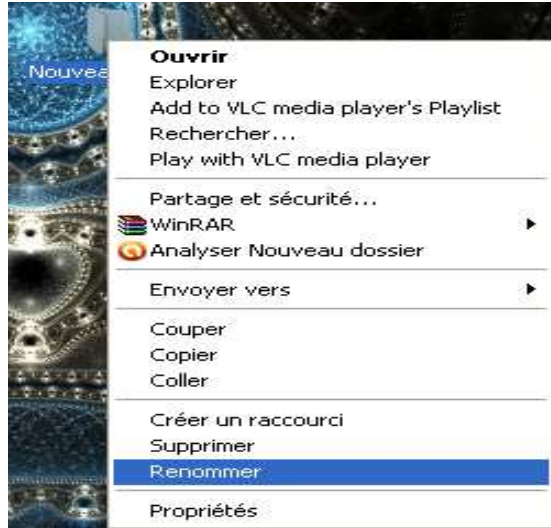 Nouvea
Ouvrir
Explorer
Add to VLC media player's Playlist
Rechercher...
Play with VLC media player
Partage et sécurité...
WinRAR
Analyser Nouveau dossier
Envoyer vers
Couper
Copier
Coller
Créer un raccourci
Supprimer
Renommer
Propriétés